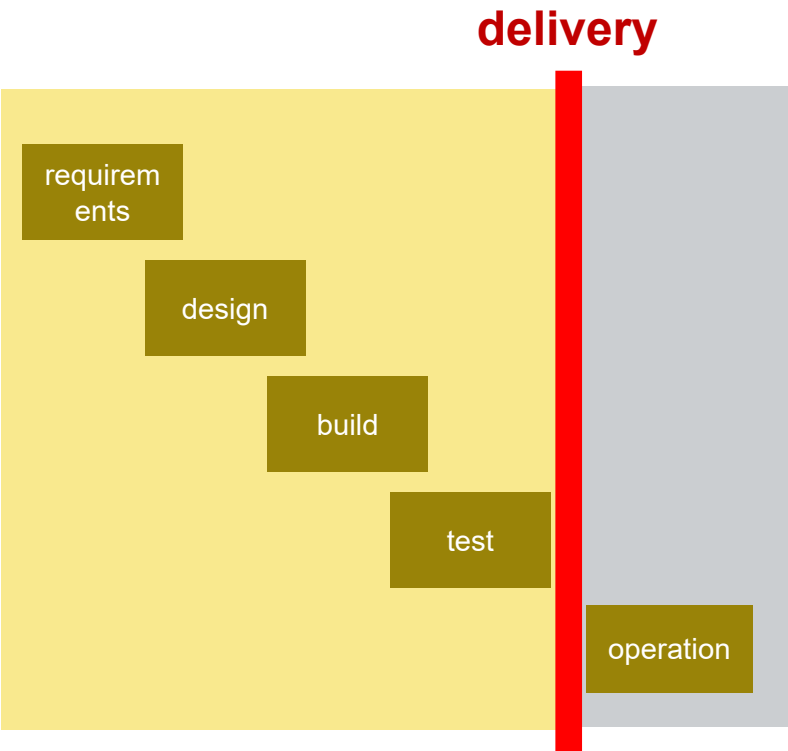 delivery
requirem
ents
design
build
test
operation